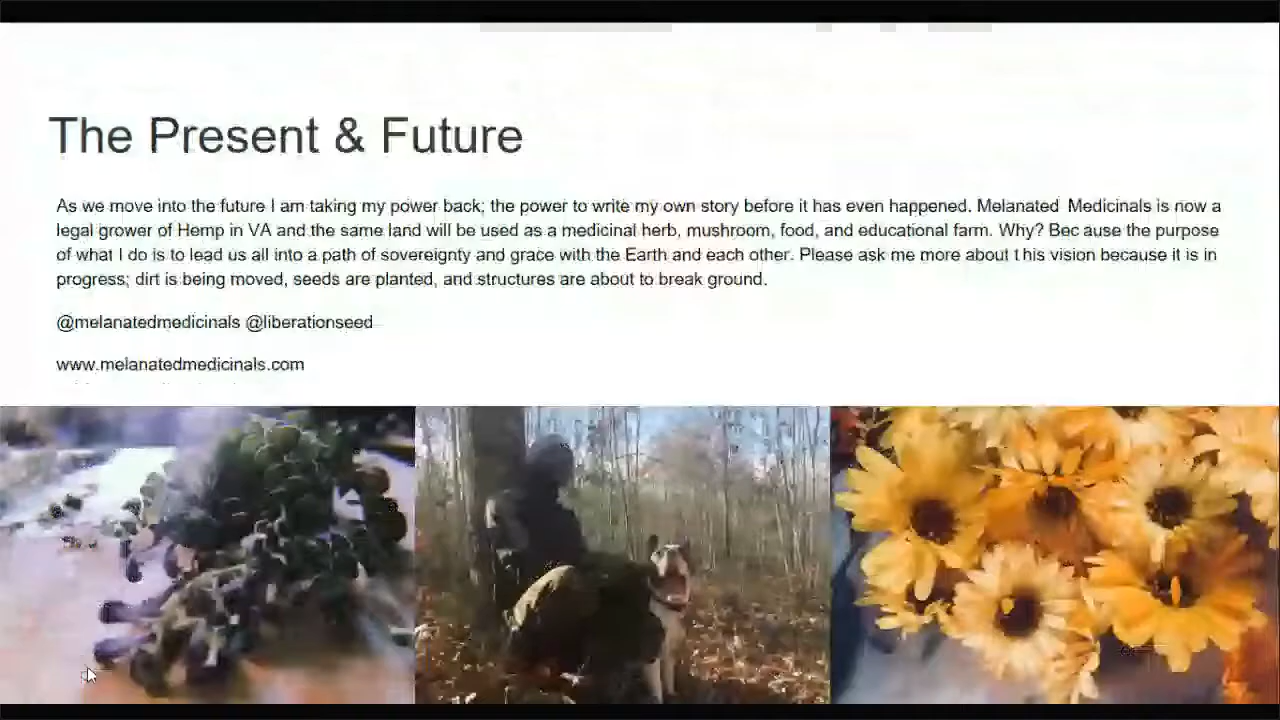 The Present & Future
As we move into the future I am taking my power back; the power to write my own story before it has even happened. Melanated Medicinals is now a
legal grower of Hemp in VA and the same land will be used as a medicinal herb, mushroom, food, and educational farm. Why? Because the purpose
of what I do is to lead us all into a path of sovereignty and grace with the Earth and each other. Please ask me more about this vision because it is in
progress; dirt is being moved, seeds are planted, and structures are about to break ground.
@melanatedmedicinals @liberationseed
www.melanatedmedicinals.com